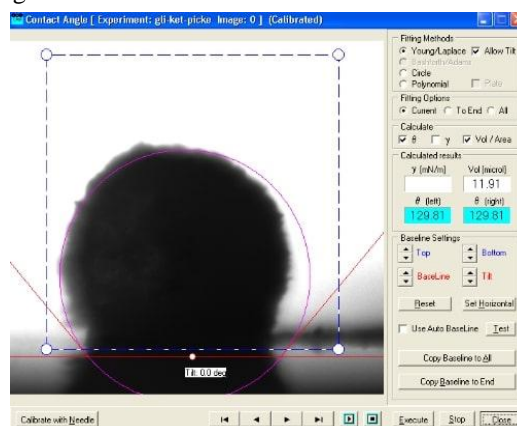 Contact Angle [ Experiment: gli-ket-picke Image: 0 ] (Calibrated)
Fitting Methods
Young/Laplace Allow Tilt
Bashforth/Adams
Circle
Polynomial Plate
Fitting Options
Current To End All
Calculate
θ γ Vol / Area
Calculated results
γ [mN/m] Vol [microl]
11.91
θ (left) θ (right)
129.81 129.81
Baseline Settings
Top Bottom
BaseLine Tilt
Reset Set Horizontal
Use Auto BaseLine Test
Copy Baseline to All
Copy Baseline to End
Tilt: 0.0 deg
Calibrate with Needle Execute Stop Close